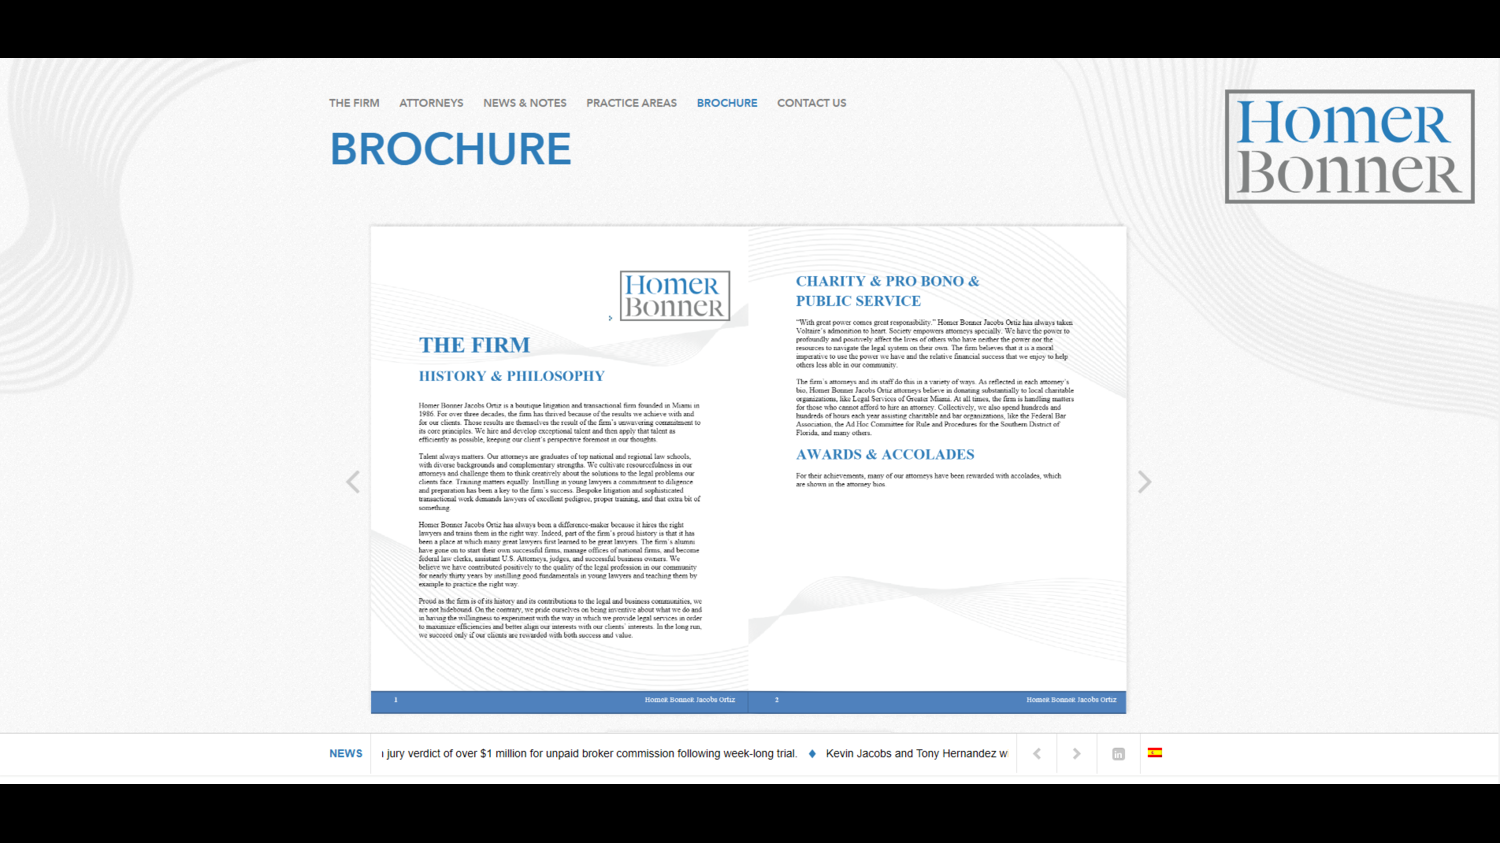 THE FIRM ATTORNEYS NEWS & NOTES PRACTICE AREAS BROCHURE CONTACT US
BROCHURE
Homer
Bonner
Homer
Bonner
THE FIRM
HISTORY & PHILOSOPHY
Homer Bonner Jacobs Ortiz is a boutique litigation and transactional firm founded in Miami in
1986. For over three decades, the firm has thrived because of the results we achieve with and
for our clients. Those results are themselves the result of the firm's unwavering commitment to
its core principles. We hire and develop exceptional talent and then apply that talent as
efficiently as possible, keeping our client's perspective foremost in our thoughts.
Talent always matters. Our attorneys are graduates of top national and regional law schools,
with diverse backgrounds and complementary strengths. We cultivate resourcefulness in our
attorneys and challenge them to think creatively about the solutions to the legal problems our
clients face. Training matters equally. Instilling in young lawyers a commitment to diligence
and preparation has been a key to the firm's success. Bespoke litigation and sophisticated
transactional work demands lawyers of excellent pedigree, proper training, and that extra bit of
something.
Homer Bonner Jacobs Ortiz has always been a difference-maker because it hires the right
lawyers and trains them in the right way. Indeed, part of the firm's proud history is that it has
been a place at which many great lawyers first learned to be great lawyers. The firm's alumni
have gone on to start their own successful firms, manage offices of national firms, and become
federal law clerks, assistant U.S. Attorneys, judges, and successful business owners. We
believe we have contributed positively to the quality of the legal profession in our community
for nearly thirty years by instilling good fundamentals in young lawyers and teaching them by
example to practice the right way.
Proud as the firm is of its history and its contributions to the legal and business communities, we
are not hidebound. On the contrary, we pride ourselves on being inventive about what we do and
in having the willingness to experiment with the way in which we provide legal services in order
to maximize efficiencies and better align our interests with our clients' interests. In the long run,
we succeed only if our clients are rewarded with both success and value.
1 Homer Bonner Jacobs Ortiz
CHARITY & PRO BONO &
PUBLIC SERVICE
"With great power comes great responsibility." Homer Bonner Jacobs Ortiz has always taken
Voltaire's admonition to heart. Society empowers attorneys specially. We have the power to
profoundly and positively affect the lives of others who have neither the power nor the
resources to navigate the legal system on their own. The firm believes that it is a moral
imperative to use the power we have and the relative financial success that we enjoy to help
others less able in our community.
The firm's attorneys and its staff do this in a variety of ways. As reflected in each attorney's
bio, Homer Bonner Jacobs Ortiz attorneys believe in donating substantially to local charitable
organizations, like Legal Services of Greater Miami. At all times, the firm is handling matters
for those who cannot afford to hire an attorney. Collectively, we also spend hundreds and
hundreds of hours each year assisting charitable and bar organizations, like the Federal Bar
Association, the Ad Hoc Committee for Rule and Procedures for the Southern District of
Florida, and many others.
AWARDS & ACCOLADES
For their achievements, many of our attorneys have been rewarded with accolades, which
are shown in the attorney bios.
2 Homer Bonner Jacobs Ortiz
NEWS jury verdict of over $1 million for unpaid broker commission following week-long trial. Kevin Jacobs and Tony Hernandez w
in